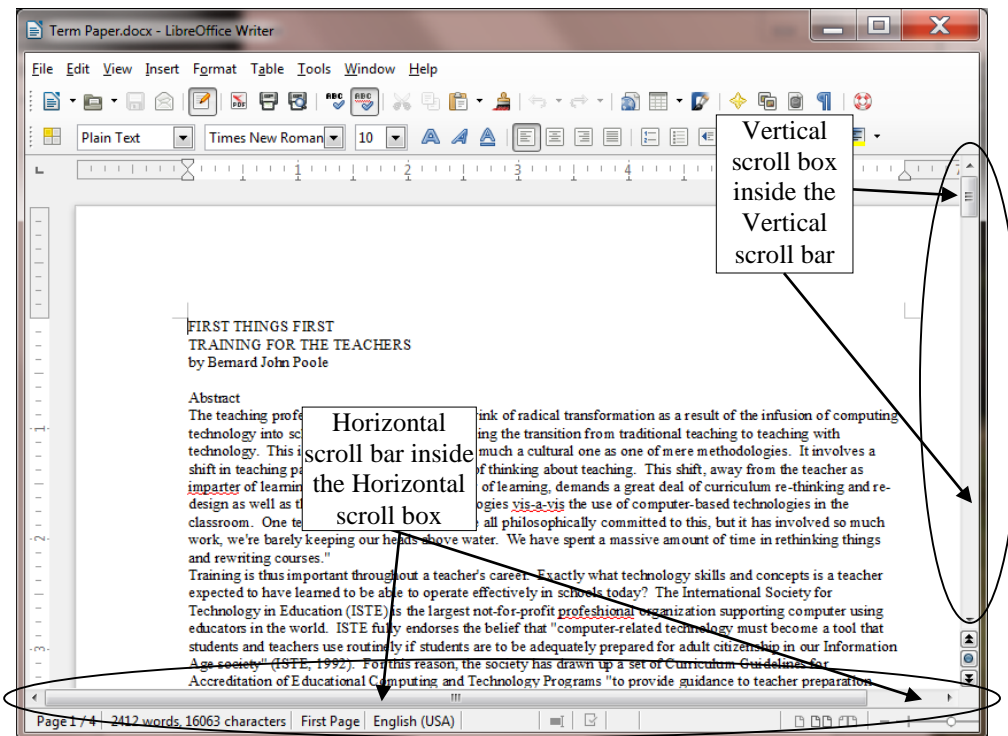 Term Paper.docx - LibreOffice Writer
File Edit View Insert Format Table Tools Window Help
PDF ABC ABC
Plain Text Times New Roman 10
1 2 3 4 7
Vertical
scroll box
inside the
Vertical
scroll bar
FIRST THINGS FIRST
TRAINING FOR THE TEACHERS
by Bernard John Poole
Abstract
The teaching profe ink of radical transformation as a result of the infusion of computing
technology into sc ing the transition from traditional teaching to teaching with
technology. This i much a cultural one as one of mere methodologies. It involves a
shift in teaching pa of thinking about teaching. This shift, away from the teacher as
imparter of learnin of learning, demands a great deal of curriculum re-thinking and re-
design as well as th ogies vis-a-vis the use of computer-based technologies in the
classroom. One te all philosophically committed to this, but it has involved so much
work, we're barely keeping our heads above water. We have spent a massive amount of time in rethinking things
and rewriting courses."
Horizontal
scroll bar inside
the Horizontal
scroll box
Training is thus important throughout a teacher's career. Exactly what technology skills and concepts is a teacher
expected to have learned to be able to operate effectively in schools today? The International Society for
Technology in Education (ISTE) is the largest not-for-profit profeshional organization supporting computer using
educators in the world. ISTE fully endorses the belief that "computer-related technology must become a tool that
students and teachers use routinely if students are to be adequately prepared for adult citizenship in our Information
Age society" (ISTE, 1992). For this reason, the society has drawn up a set of Curriculum Guidelines for
Accreditation of Educational Computing and Technology Programs "to provide guidance to teacher preparation
1
2
3
Page 1 / 4 2412 words, 16063 characters First Page English (USA)